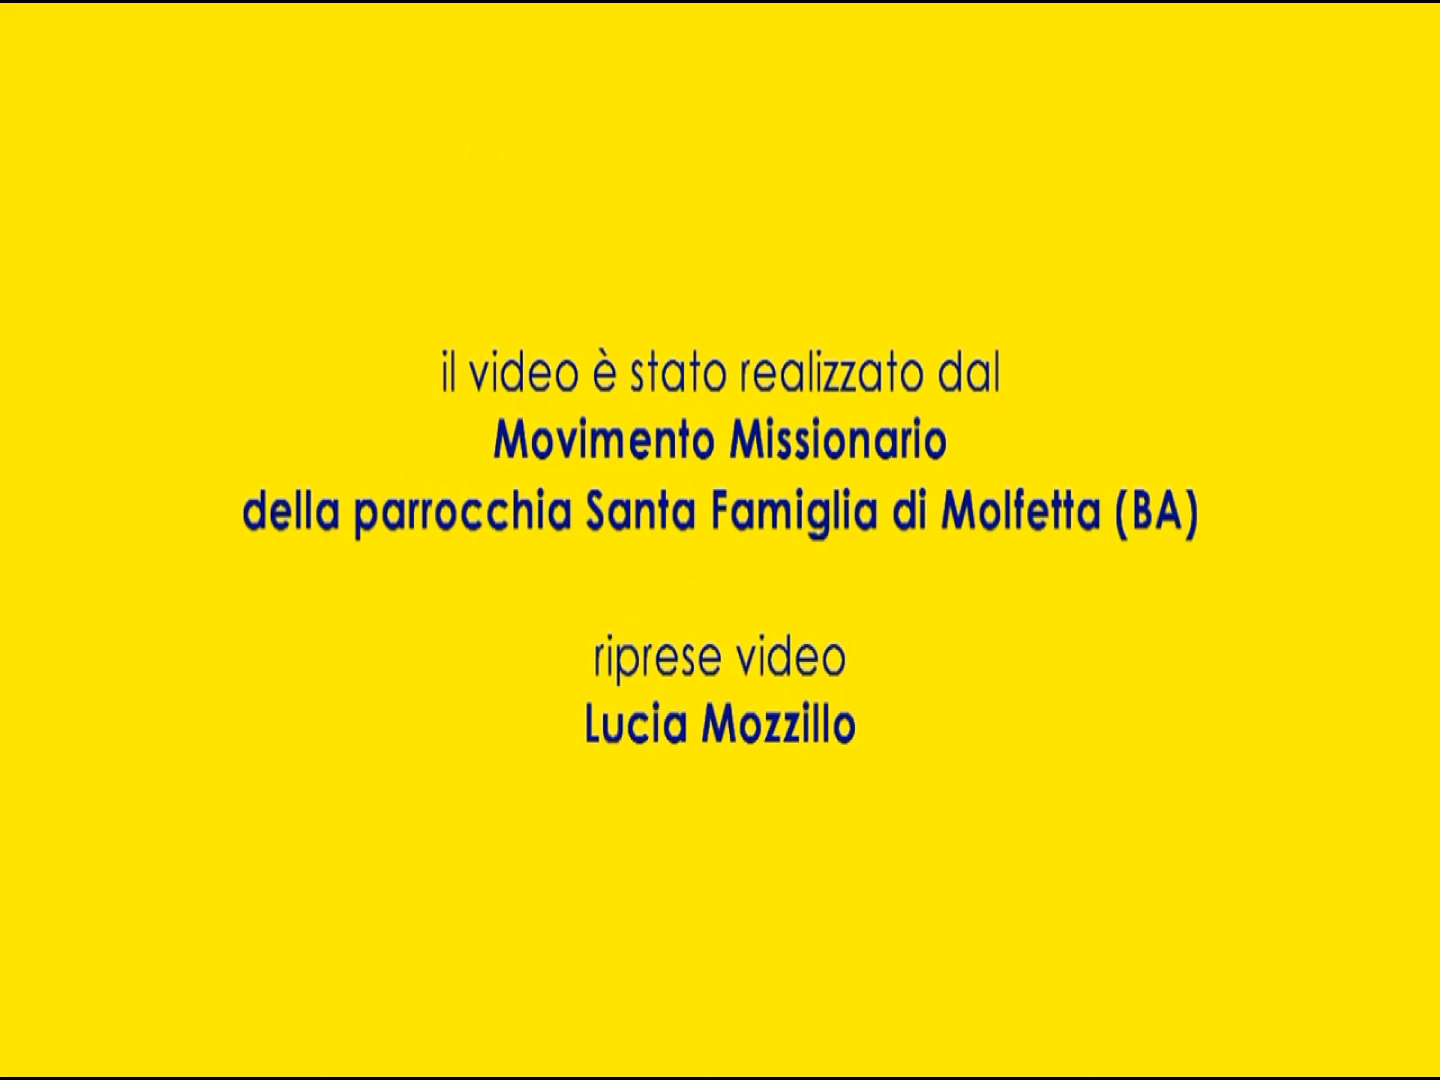 il video è stato realizzato dal
Movimento Missionario
della parrocchia Santa Famiglia di Molfetta (BA)
riprese video
Lucia Mozzillo